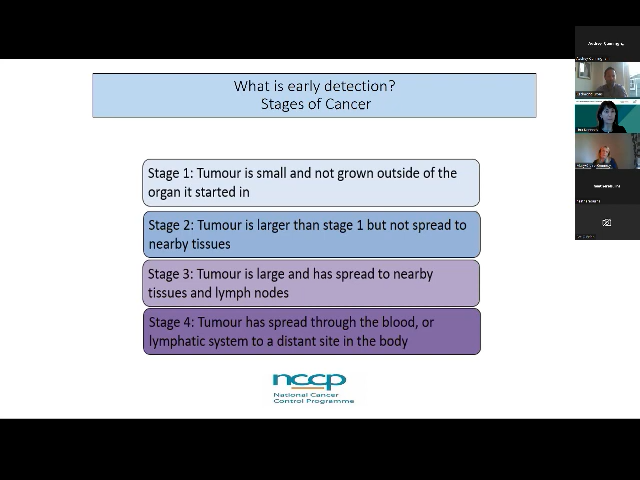 What is early detection?
Stages of Cancer
Stage 1: Tumour is small and not grown outside of the
organ it started in
Stage 2: Tumour is larger than stage 1 but not spread to
nearby tissues
Stage 3: Tumour is large and has spread to nearby
tissues and lymph nodes
Stage 4: Tumour has spread through the blood, or
lymphatic system to a distant site in the body
nccp
National Cancer
Control Programme